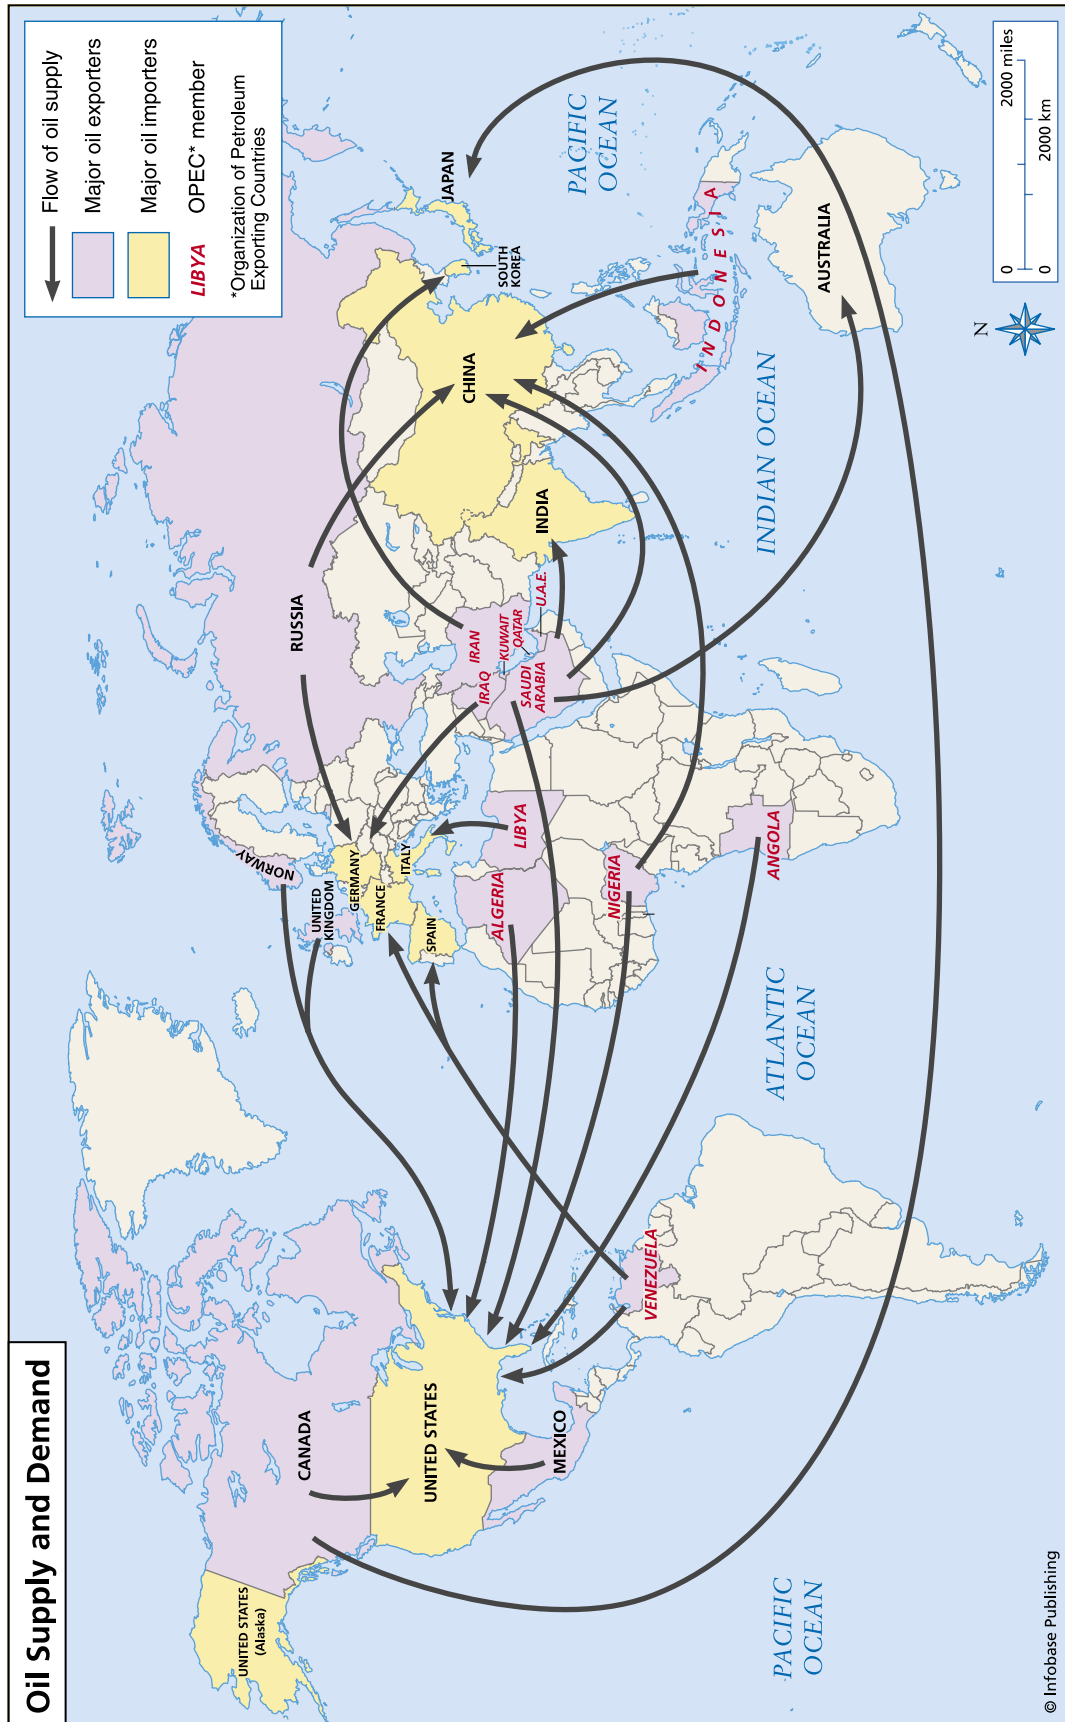 Oil Supply and Demand
Flow of oil supply
Major oil exporters
Major oil importers
LIBYA OPEC* member
*Organization of Petroleum
Exporting Countries
UNITED STATES
(Alaska)
CANADA
UNITED STATES
MEXICO
VENEZUELA
NORWAY
UNITED
KINGDOM
GERMANY
FRANCE
SPAIN
ITALY
RUSSIA
ALGERIA
LIBYA
NIGERIA
ANGOLA
IRAQ
IRAN
KUWAIT
QATAR
SAUDI
ARABIA
U.A.E.
INDIA
CHINA
SOUTH
KOREA
JAPAN
INDONESIA
AUSTRALIA
PACIFIC
OCEAN
ATLANTIC
OCEAN
INDIAN OCEAN
PACIFIC
OCEAN
N
0 2000 miles
0 2000 km
© Infobase Publishing